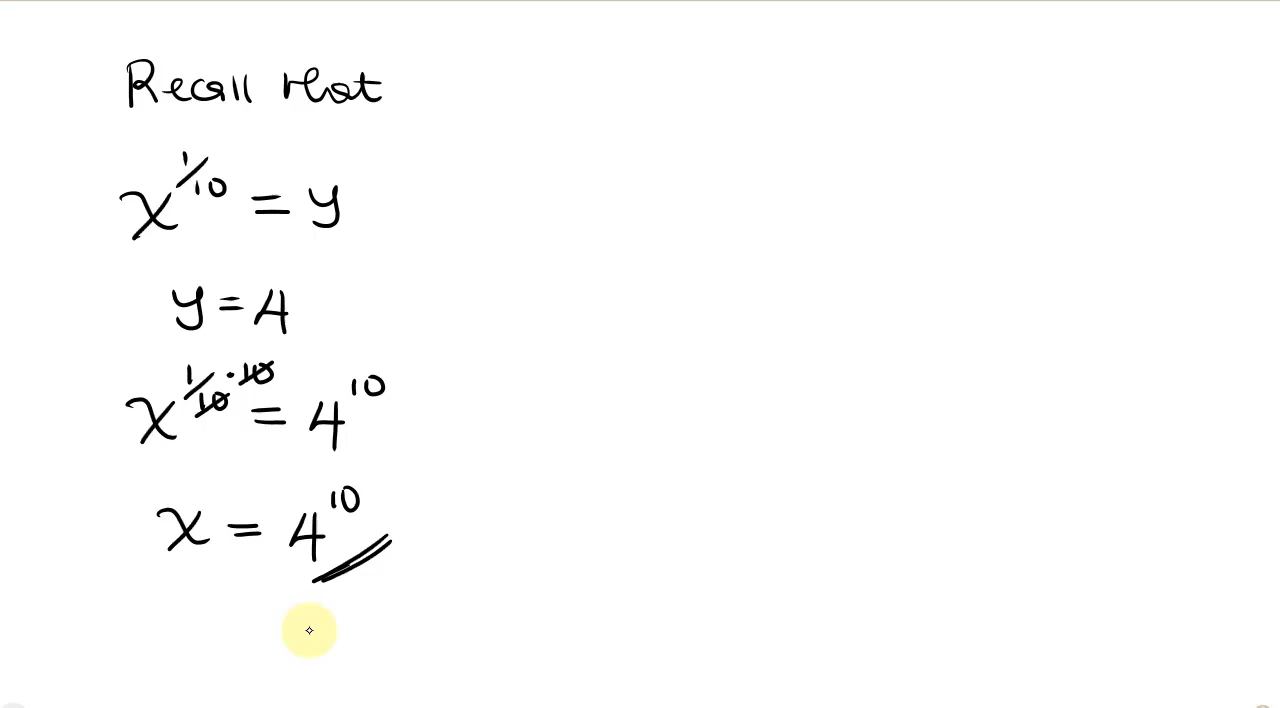 Recall that
x^{1/10} = y
y = 4
x^{1/10 · 10} = 4^{10}
x = 4^{10}